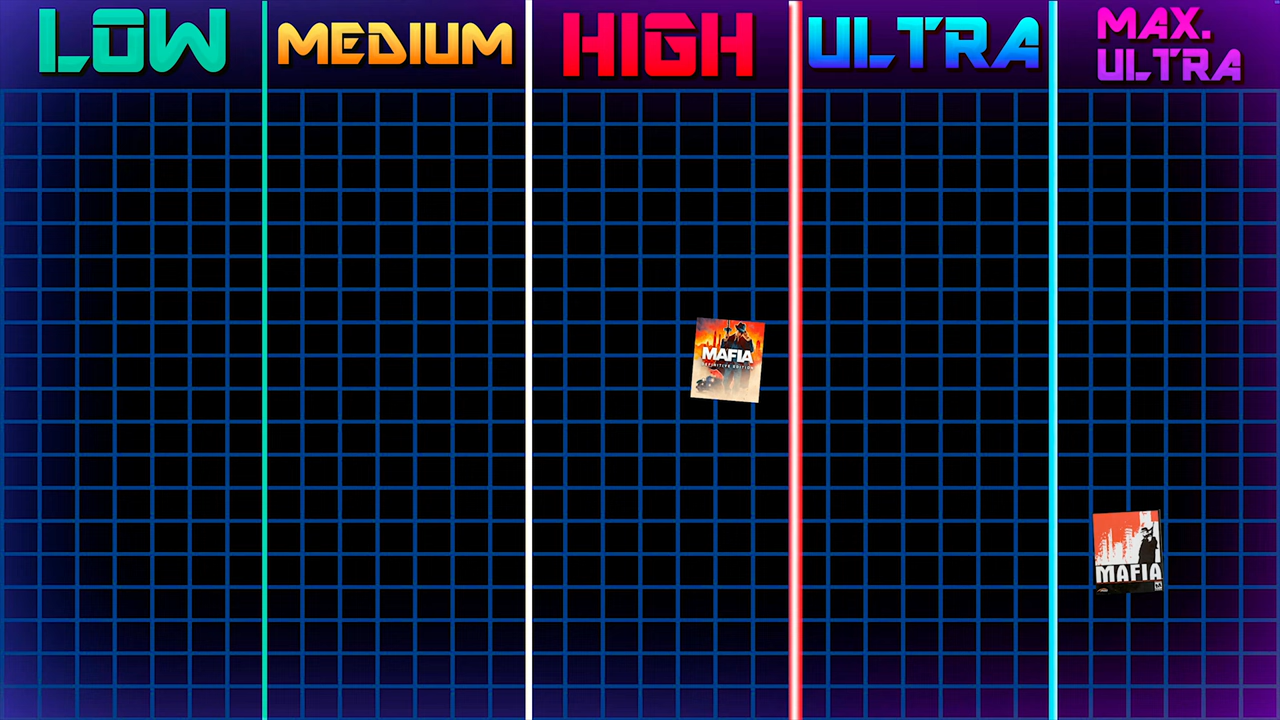 LOW
MEDIUM
HIGH
ULTRA
MAX.
ULTRA
MAFIA
DEFINITIVE EDITION
MAFIA